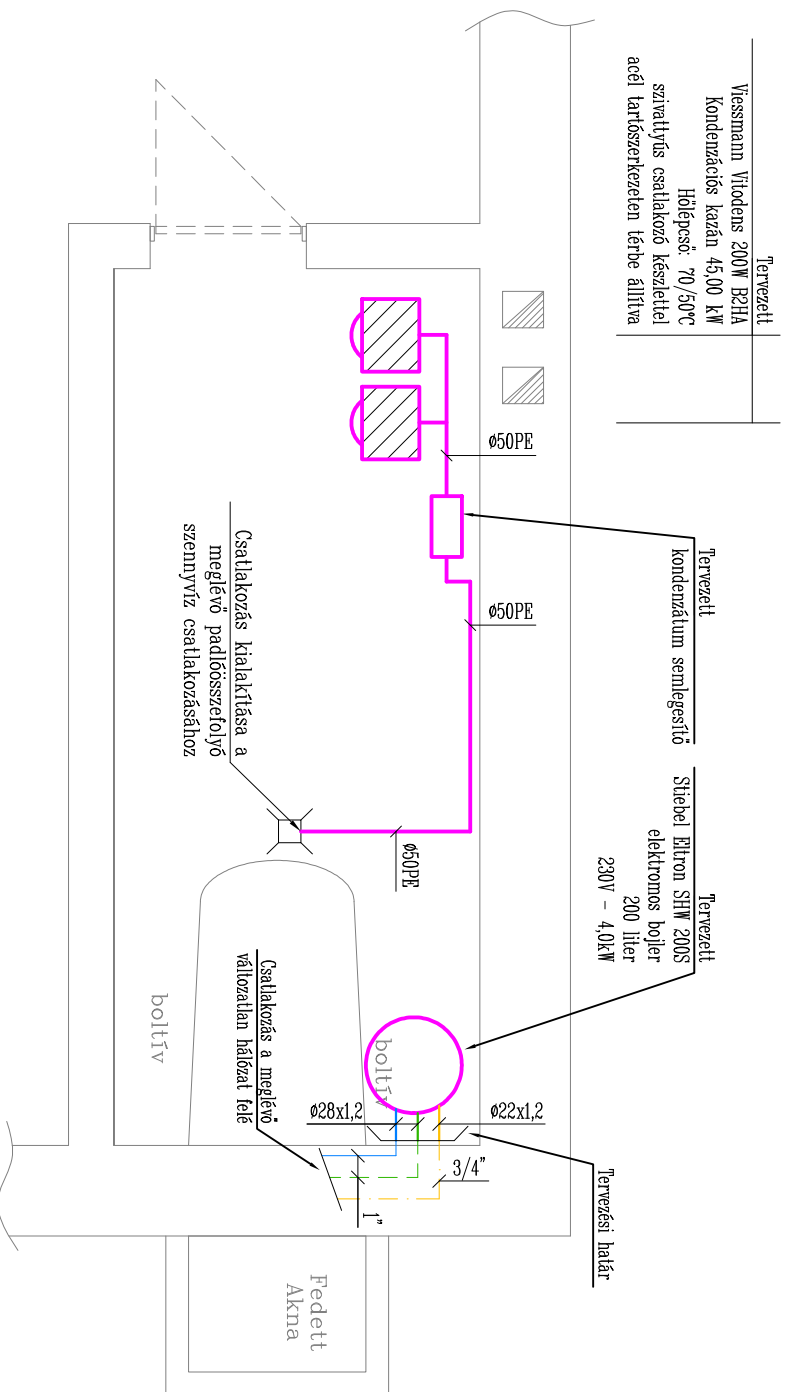 Tervezett
Viessmann Vitodens 200W B2HA
Kondenzációs kazán 45,00 kW
Hőlépcső: 70/50°C
szivattyús csatlakozó készlettel
acél tartószerkezeten térbe állítva
Tervezett
kondenzátum semlegesítő
Tervezett
Stiebel Eltron SHW 200S
elektromos bojler
200 liter
230V - 4,0kW
Tervezési határ
ø50PE
ø50PE
ø50PE
Csatlakozás kialakítása a
meglévő padlóösszefolyó
szennyvíz csatlakozásához
boltív
boltív
ø22x1,2
ø28x1,2
3/4"
1"
Csatlakozás a meglévő
változatlan hálózat felé
Fedett
Akna